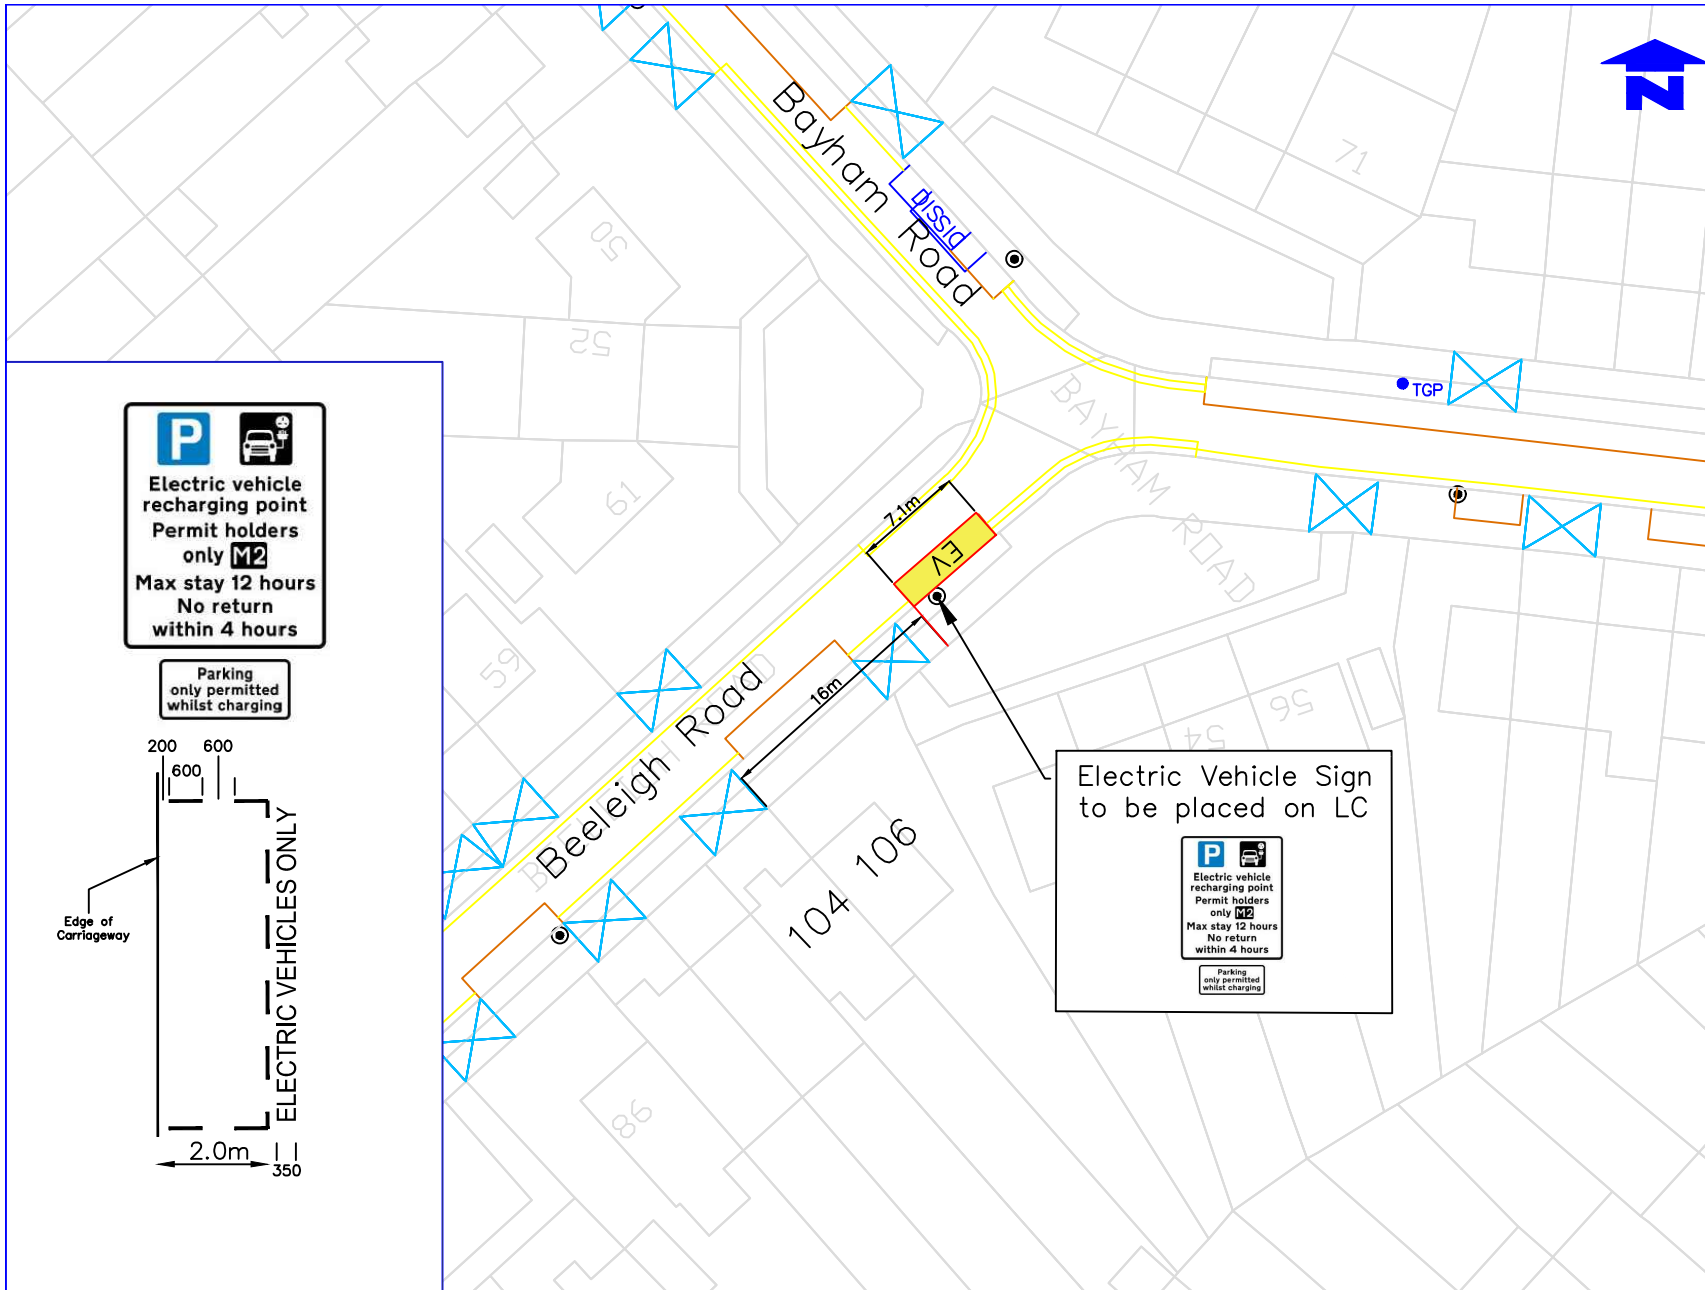 N
71
Bayham Road
DISSID
50
52
TGP
BAYHAM ROAD
61
7.1m
EV
59
16m
BEELEIGH ROAD
Beeleigh Road
54
56
104
106
98
P
Electric vehicle
recharging point
Permit holders
only M2
Max stay 12 hours
No return
within 4 hours
Parking
only permitted
whilst charging
200
600
600
Edge of
Carriageway
ELECTRIC VEHICLES ONLY
2.0m
350
Electric Vehicle Sign
to be placed on LC
P
Electric vehicle
recharging point
Permit holders
only M2
Max stay 12 hours
No return
within 4 hours
Parking
only permitted
whilst charging